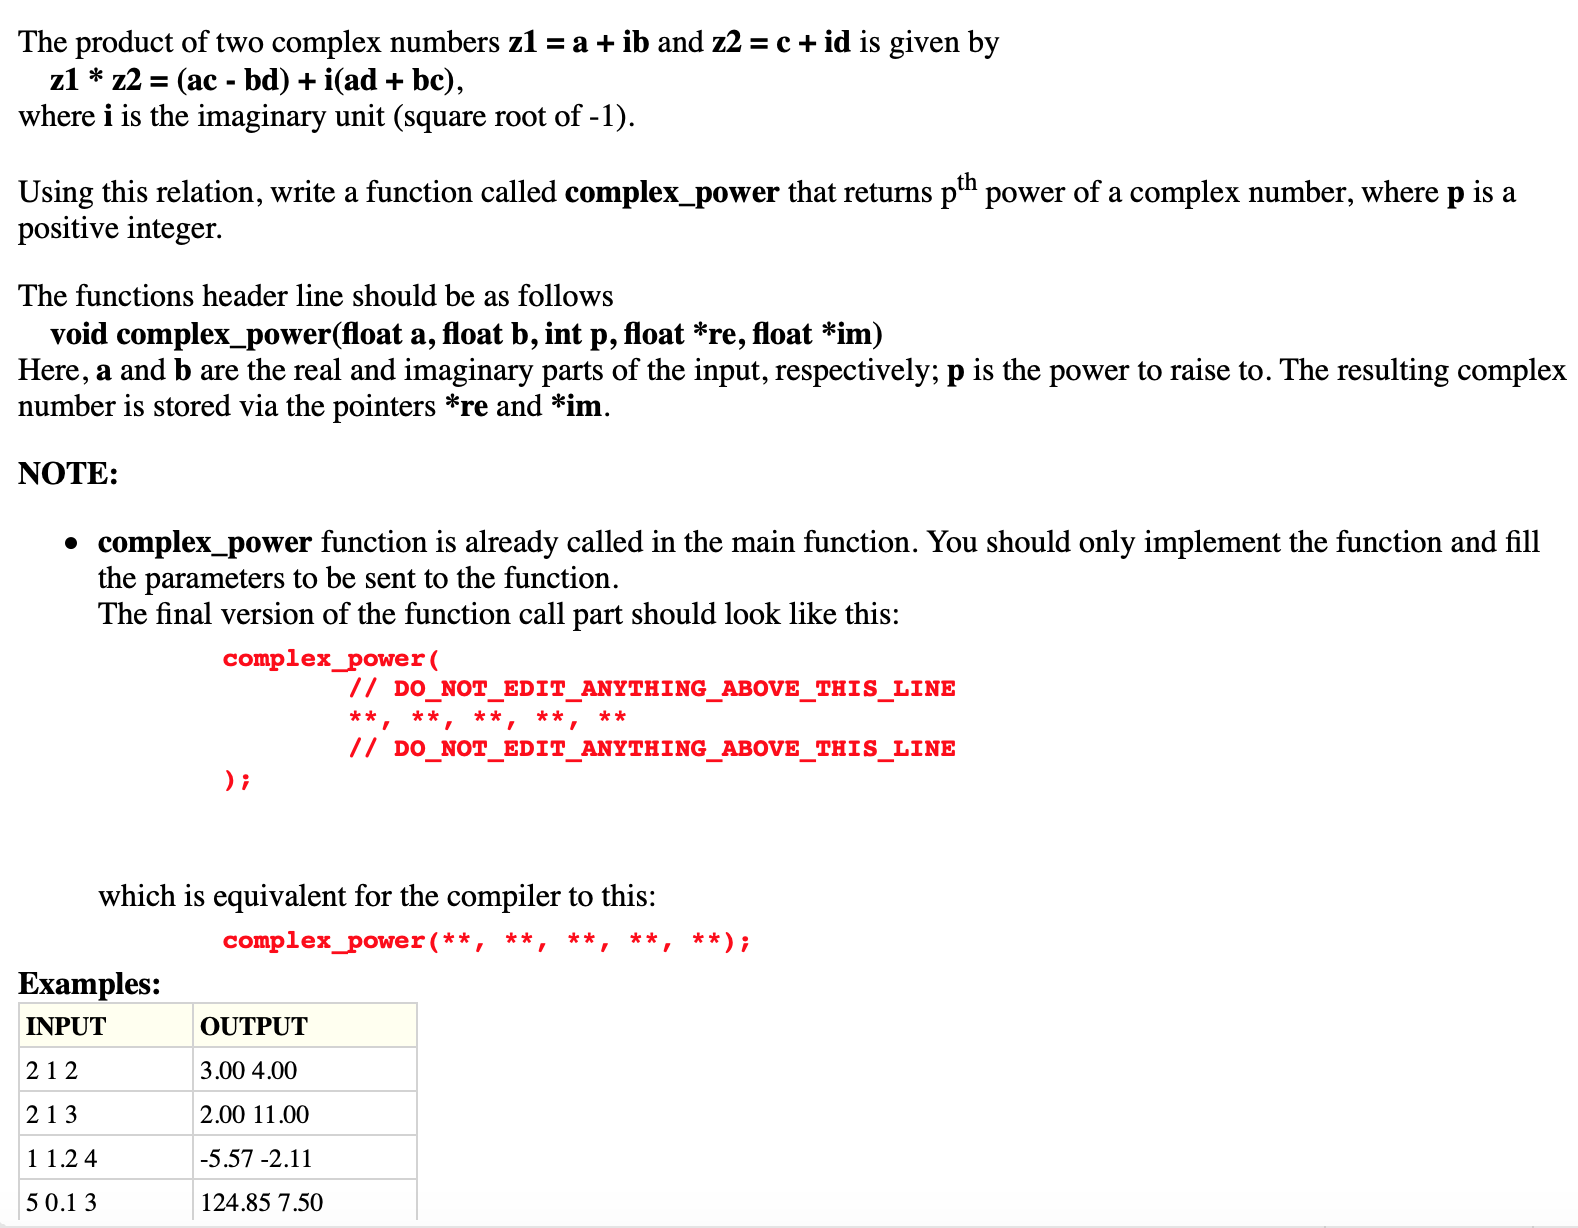 The product of two complex numbers z1 = a + ib and z2 = c + id is given by
z1 * z2 = (ac - bd) + i(ad + bc),
where i is the imaginary unit (square root of -1).
Using this relation, write a function called complex_power that returns pth power of a complex number, where p is a
positive integer.
The functions header line should be as follows
void complex_power(float a, float b, int p, float *re, float *im)
Here, a and b are the real and imaginary parts of the input, respectively; p is the power to raise to. The resulting complex
number is stored via the pointers *re and *im.
NOTE:
• complex_power function is already called in the main function. You should only implement the function and fill
the parameters to be sent to the function.
The final version of the function call part should look like this:
complex_power(
// DO_NOT_EDIT_ANYTHING_ABOVE_THIS_LINE
**, **, **, **, **
// DO_NOT_EDIT_ANYTHING_ABOVE_THIS_LINE
);
which is equivalent for the compiler to this:
complex_power(**, **, **, **, **);
Examples:
INPUT OUTPUT
2 1 2 3.00 4.00
2 1 3 2.00 11.00
1 1.2 4 -5.57 -2.11
5 0.1 3 124.85 7.50